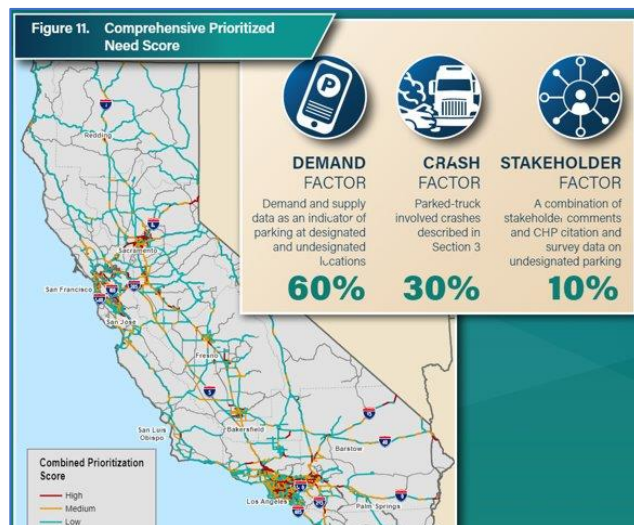 Figure 11. Comprehensive Prioritized
Need Score
DEMAND
FACTOR
Demand and supply
data as an indicator of
parking at designated
and undesignated
locations
60%
CRASH
FACTOR
Parked-truck
involved crashes
described in
Section 3
30%
STAKEHOLDER
FACTOR
A combination of
stakeholder comments
and CHP citation and
survey data on
undesignated parking
10%
P
Redding
Sacramento
San Francisco
San Jose
Fresno
San Luis
Obispo
Bakersfield
Barstow
Los Angeles
Palm Springs
5
15
40
Combined Prioritization
Score
High
Medium
Low